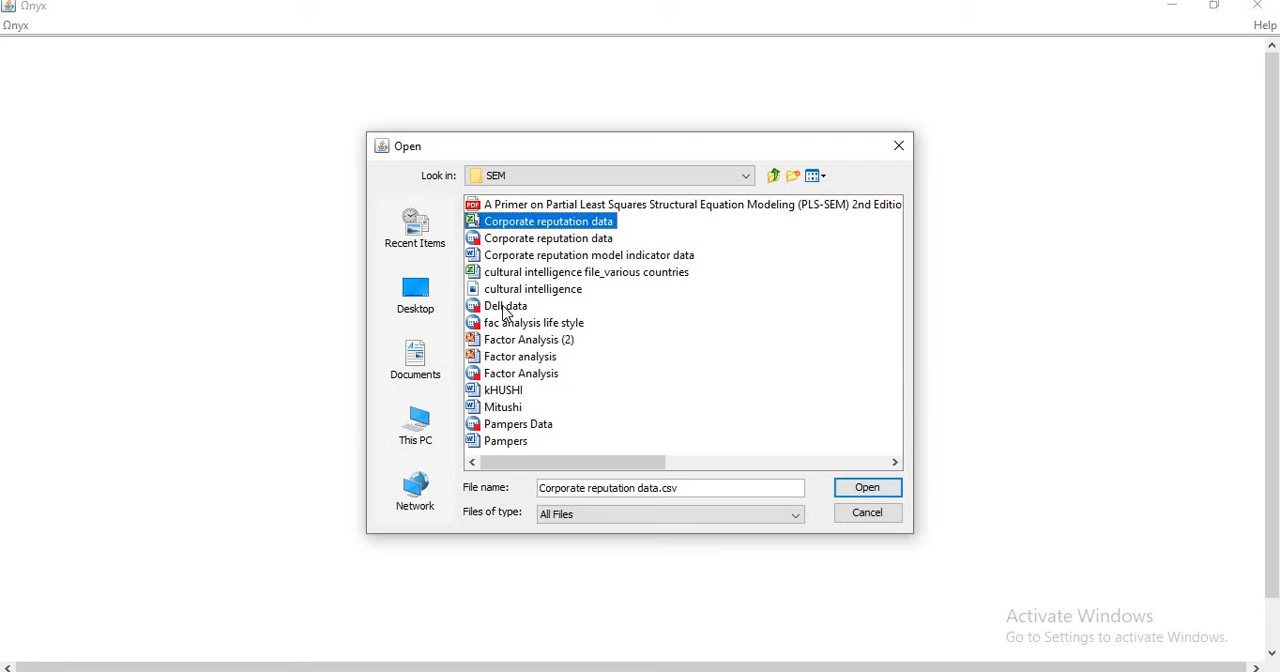 Ωnyx
Ωnyx Help
Open
Look in: SEM
A Primer on Partial Least Squares Structural Equation Modeling (PLS-SEM) 2nd Editio
Corporate reputation data
Corporate reputation data
Corporate reputation model indicator data
cultural intelligence file_various countries
cultural intelligence
Dell data
fac analysis life style
Factor Analysis (2)
Factor analysis
Factor Analysis
kHUSHI
Mitushi
Pampers Data
Pampers
Recent Items
Desktop
Documents
This PC
Network
File name: Corporate reputation data.csv Open
Files of type: All Files Cancel
Activate Windows
Go to Settings to activate Windows.